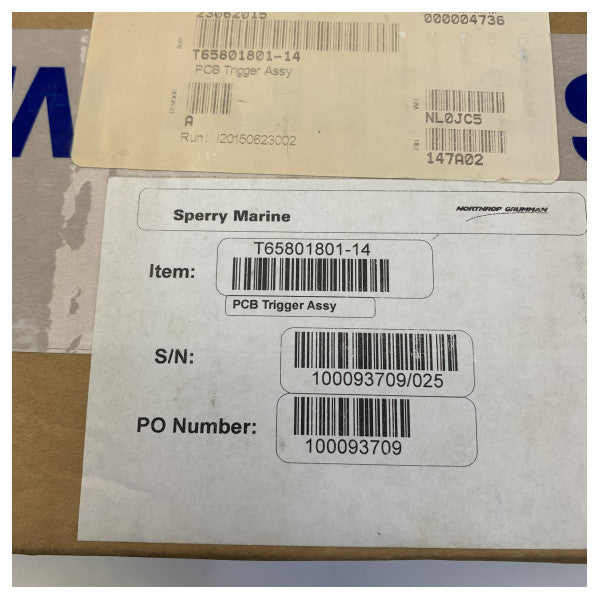 23062015
000004736
T65801801-14
PCB Trigger Assy
A
NL0JC5
Run: I20150623002
147A02
Sperry Marine
NORTHROP GRUMMAN
T65801801-14
Item:
PCB Trigger Assy
S/N:
100093709/025
PO Number:
100093709